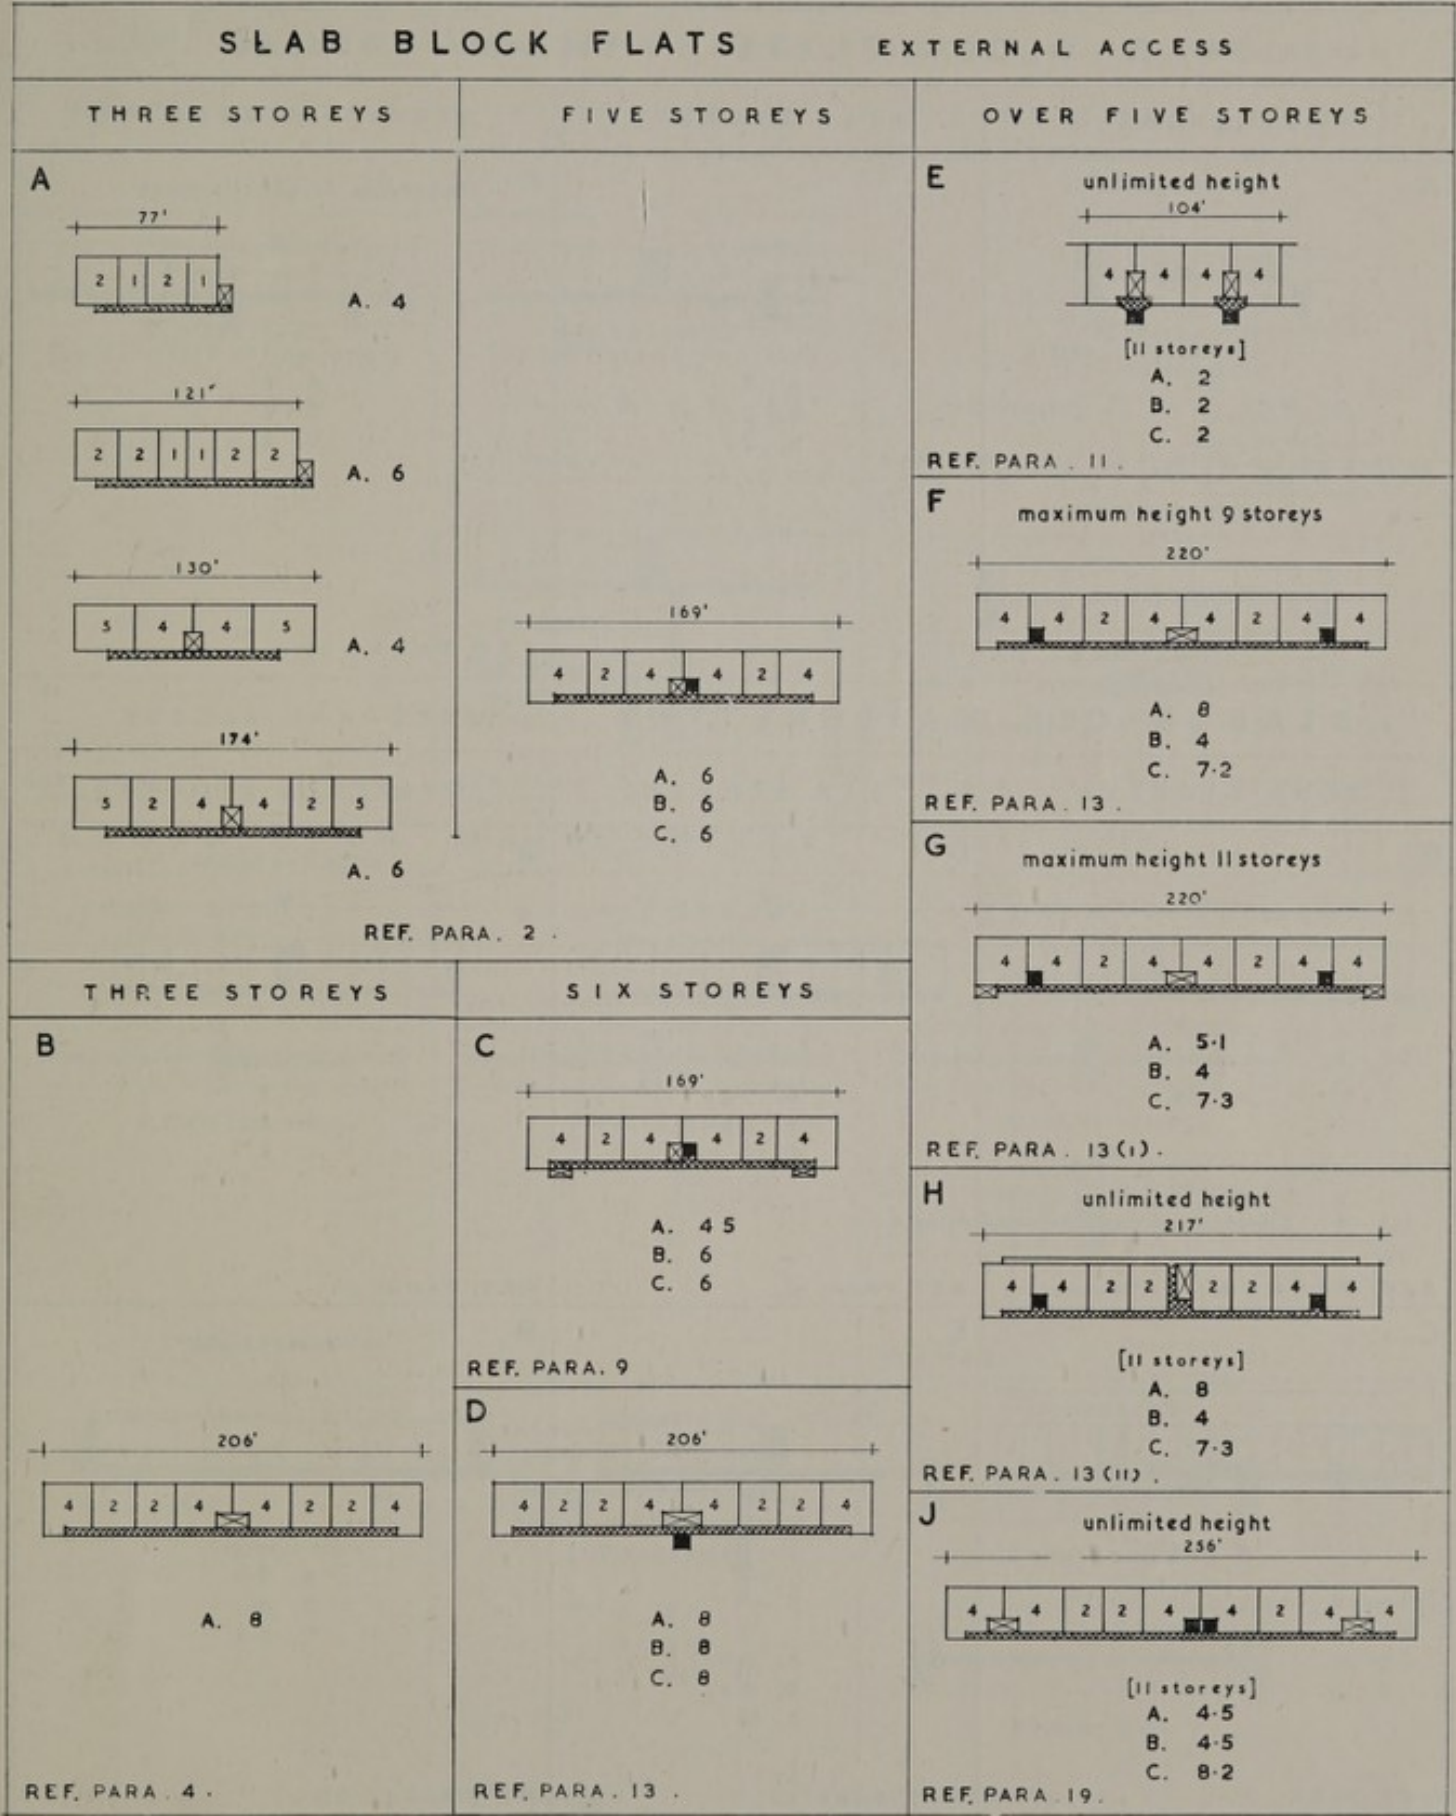 SLAB BLOCK FLATS EXTERNAL ACCESS
THREE STOREYS
A
77'
2 1 2 1
A. 4
121'
2 2 1 1 2 2
A. 6
130'
5 4 4 5
A. 4
174'
5 2 4 4 2 5
A. 6
FIVE STOREYS
169'
4 2 4 4 2 4
A. 6
B. 6
C. 6
REF. PARA. 2.
THREE STOREYS
B
206'
4 2 2 4 4 2 2 4
A. 8
REF. PARA. 4.
SIX STOREYS
C
169'
4 2 4 4 2 4
A. 4 5
B. 6
C. 6
REF. PARA. 9
D
206'
4 2 2 4 4 2 2 4
A. 8
B. 8
C. 8
REF. PARA. 13.
OVER FIVE STOREYS
E
unlimited height
104'
4 4 4 4
[11 storeys]
A. 2
B. 2
C. 2
REF. PARA. 11.
F
maximum height 9 storeys
220'
4 4 2 4 4 2 4 4
A. 8
B. 4
C. 7·2
REF. PARA. 13.
G
maximum height 11 storeys
220'
4 4 2 4 4 2 4 4
A. 5·1
B. 4
C. 7·3
REF. PARA. 13(1).
H
unlimited height
217'
4 4 2 2 2 2 4 4
[11 storeys]
A. 8
B. 4
C. 7·3
REF. PARA. 13(11).
J
unlimited height
256'
4 4 2 2 4 4 2 4 4
[11 storeys]
A. 4·5
B. 4·5
C. 8·2
REF. PARA 19.